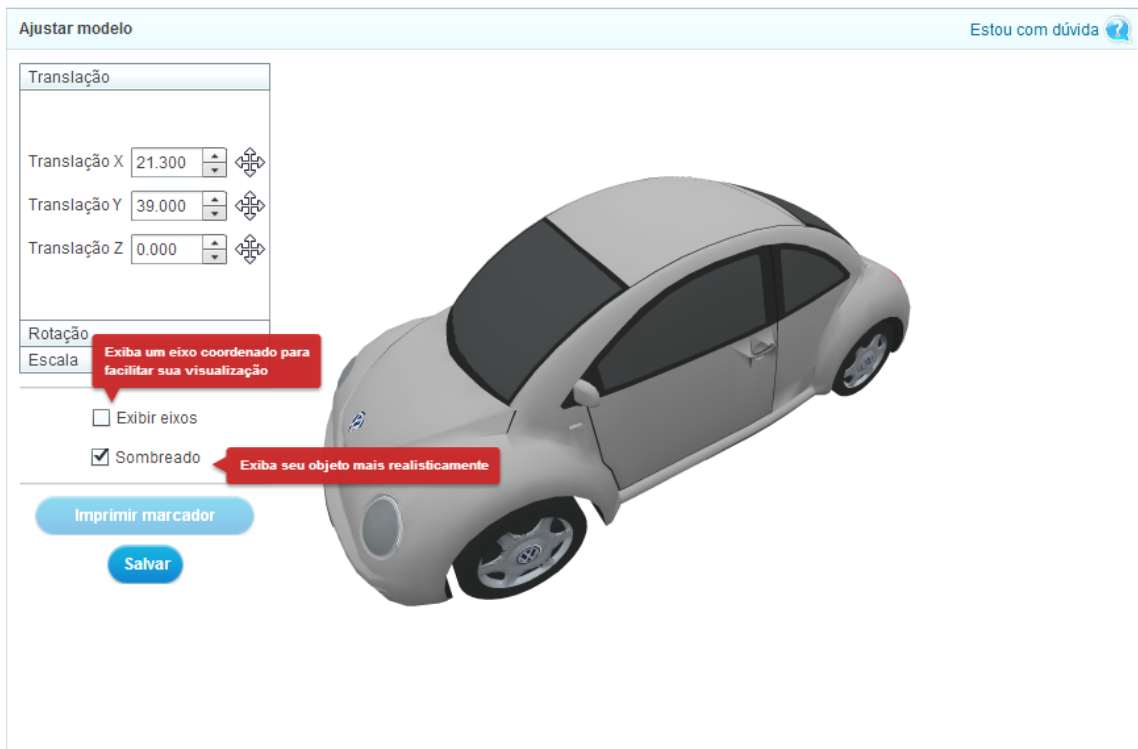 Ajustar modelo
Estou com dúvida
Translação
Translação X 21.300
Translação Y 39.000
Translação Z 0.000
Rotação
Escala
Exiba um eixo coordenado para
facilitar sua visualização
Exibir eixos
Sombreado
Exiba seu objeto mais realisticamente
Imprimir marcador
Salvar